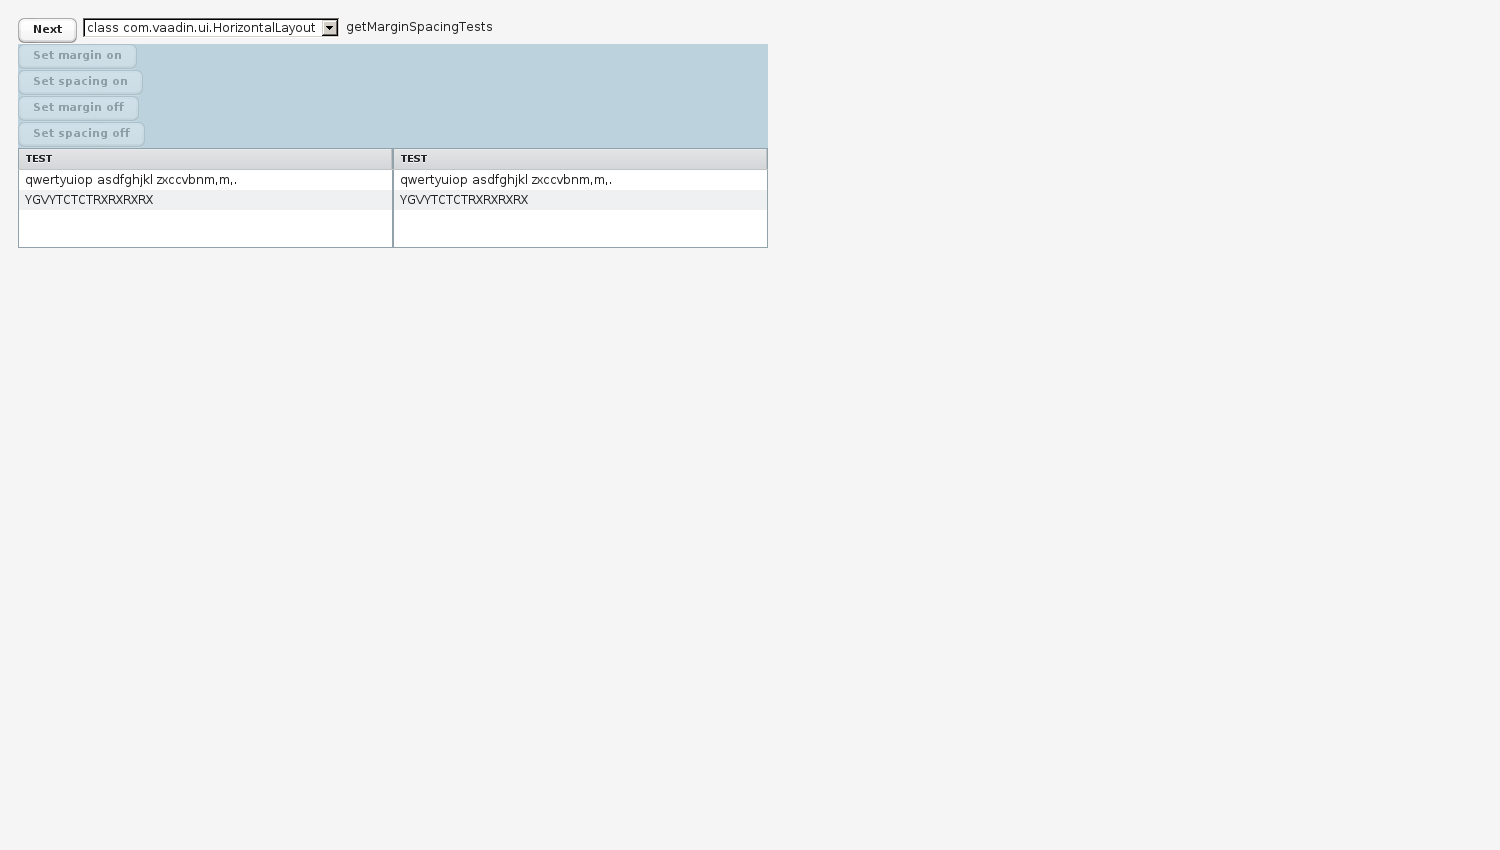 Next class com.vaadin.ui.HorizontalLayout getMarginSpacingTests
Set margin on
Set spacing on
Set margin off
Set spacing off
TEST TEST
qwertyuiop asdfghjkl zxccvbnm,m,. qwertyuiop asdfghjkl zxccvbnm,m,.
YGVYTCTCTRXRXRXRX YGVYTCTCTRXRXRXRX